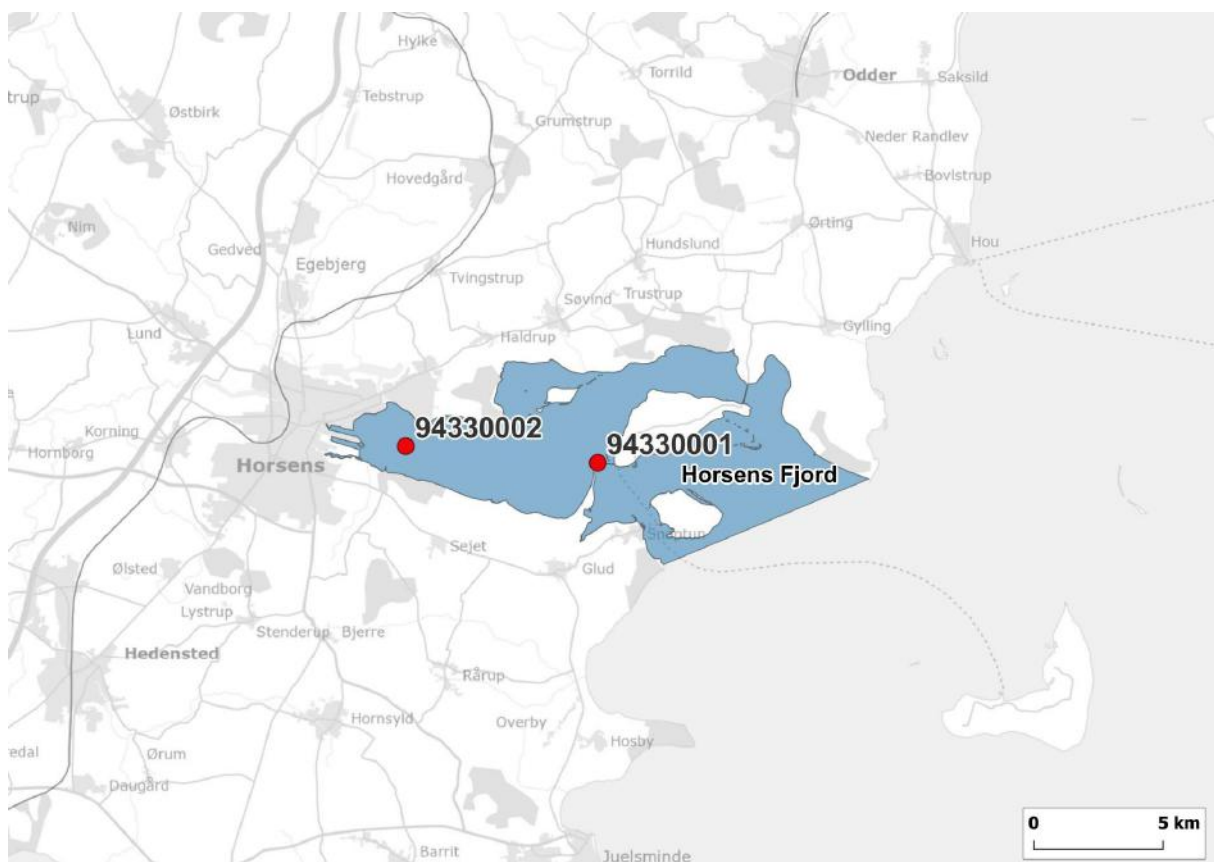 Hylke
Torrild
Odder
Saksild
trup
Østbirk
Tebstrup
Grumstrup
Neder Randlev
Hovedgård
Bovlstrup
Nim
Ørting
Gedved
Hundslund
Hou
Egebjerg
Tvingstrup
Søvind
Trustrup
Lund
Haldrup
Gylling
94330002
Korning
94330001
Hornborg
Horsens
Horsens Fjord
Snaptun
Sejet
Glud
Ølsted
Vandborg
Lystrup
Stenderup
Bjerre
Hedensted
Rårup
Hornsyld
Overby
Hosby
redal
Ørum
Daugård
Barrit
Juelsminde
0 5 km